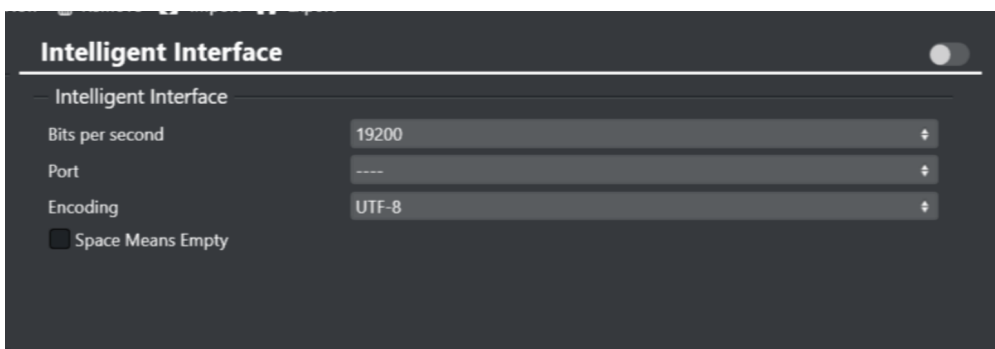 Intelligent Interface
Intelligent Interface
Bits per second 19200
Port ----
Encoding UTF-8
Space Means Empty